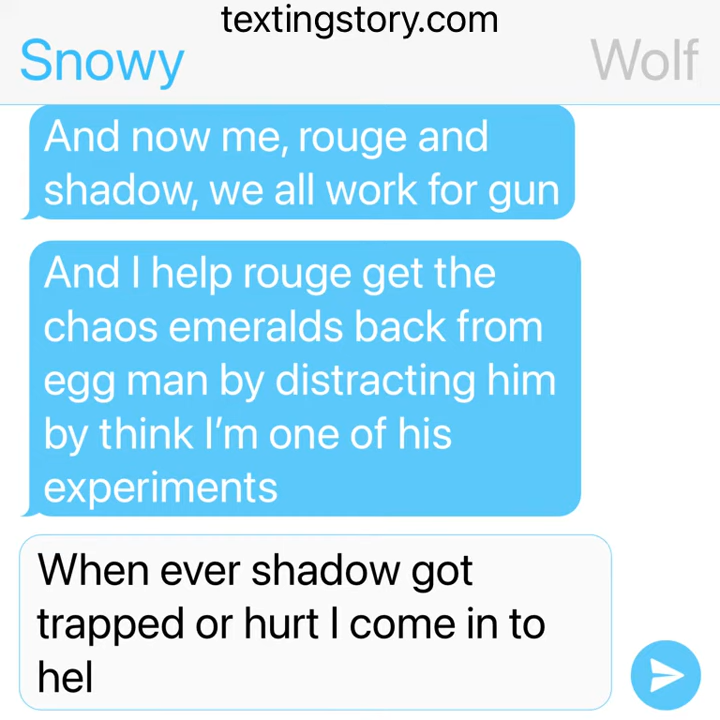 textingstory.com
Snowy
Wolf
And now me, rouge and
shadow, we all work for gun
And I help rouge get the
chaos emeralds back from
egg man by distracting him
by think I'm one of his
experiments
When ever shadow got
trapped or hurt I come in to
hel